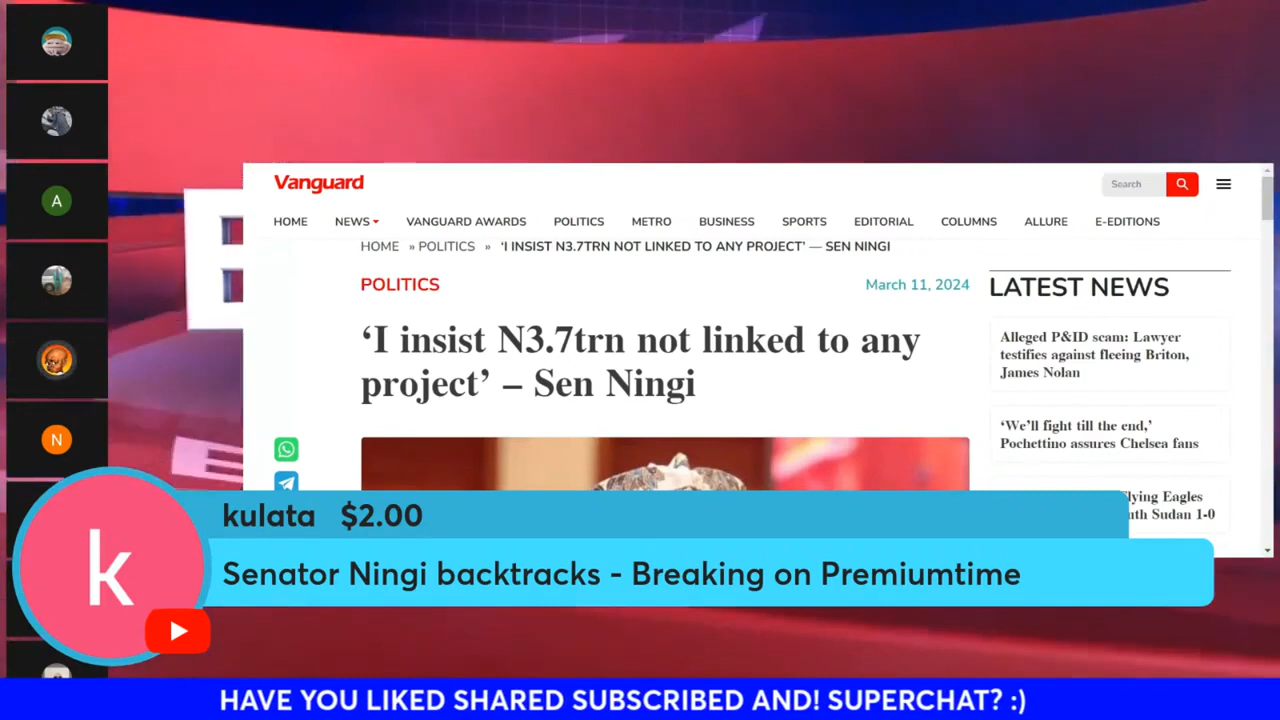 Vanguard
Search
HOME NEWS VANGUARD AWARDS POLITICS METRO BUSINESS SPORTS EDITORIAL COLUMNS ALLURE E-EDITIONS
HOME » POLITICS » 'I INSIST N3.7TRN NOT LINKED TO ANY PROJECT' — SEN NINGI
POLITICS
March 11, 2024
‘I insist N3.7trn not linked to any
project’ – Sen Ningi
LATEST NEWS
Alleged P&ID scam: Lawyer
testifies against fleeing Briton,
James Nolan
‘We’ll fight till the end,’
Pochettino assures Chelsea fans
Eagles
Sudan 1-0
A
N
k
kulata $2.00
Senator Ningi backtracks - Breaking on Premiumtime
HAVE YOU LIKED SHARED SUBSCRIBED AND! SUPERCHAT? :)